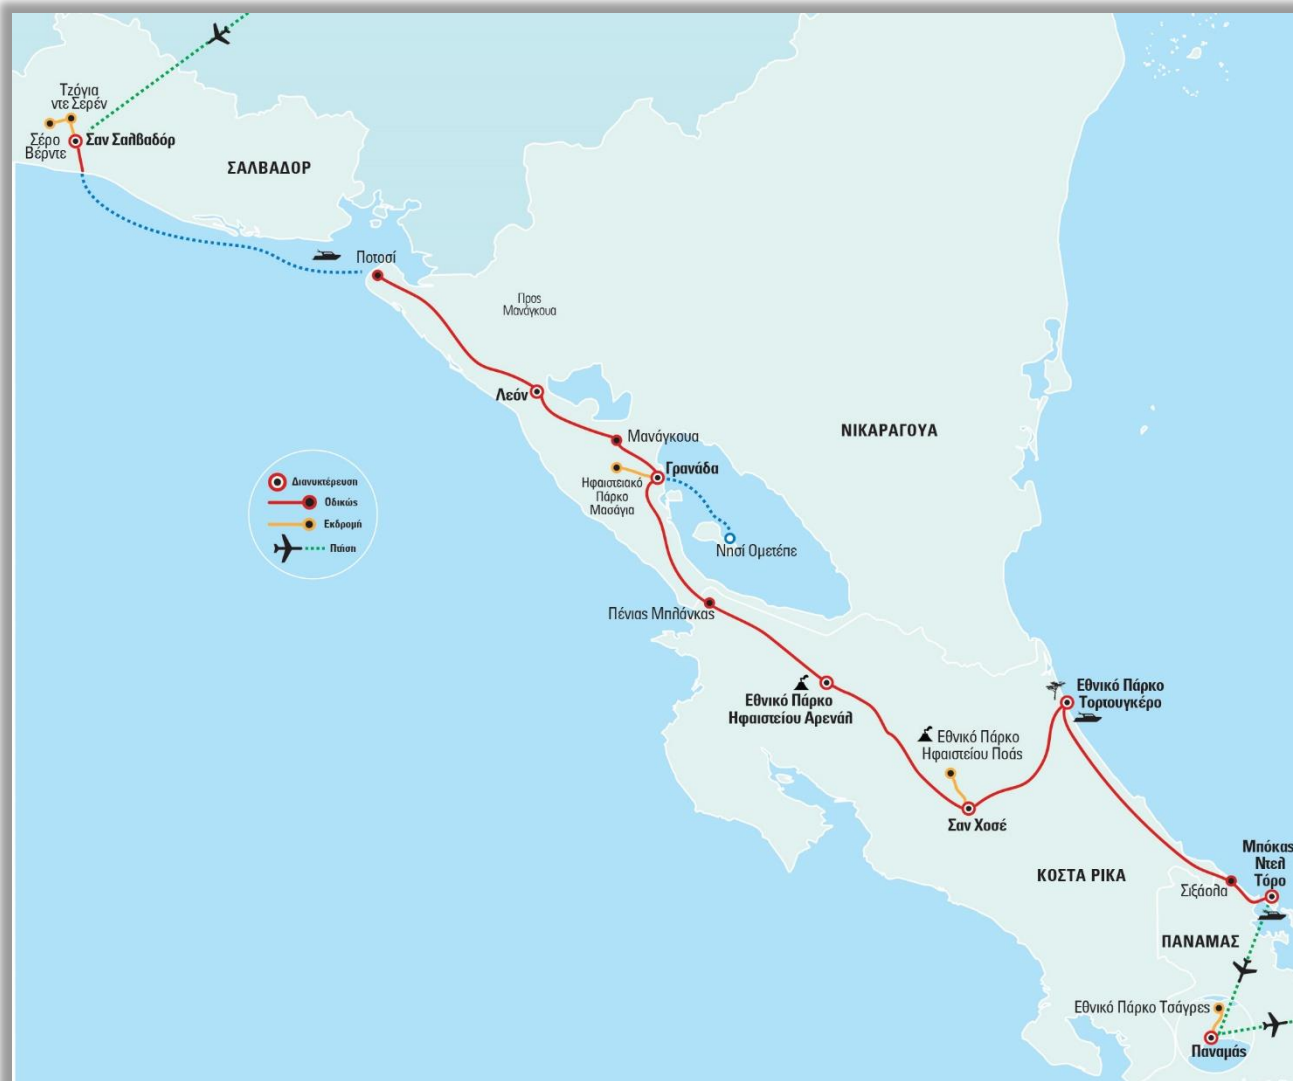 Τζόγια
ντε Σερέν
Σέρο
Βέρντε
Σαν Σαλβαδόρ
ΣΑΛΒΑΔΟΡ
Ποτοσί
Προς
Μανάγκουα
Λεόν
ΝΙΚΑΡΑΓΟΥΑ
Μανάγκουα
Γρανάδα
Ηφαιστειακό
Πάρκο
Μασάγια
Διανυκτέρευση
Οδικώς
Εκδρομή
Πτήση
Νησί Ομετέπε
Πένιας Μπλάνκας
Εθνικό Πάρκο
Ηφαιστείου Αρενάλ
Εθνικό Πάρκο
Τορτουγκέρο
Εθνικό Πάρκο
Ηφαιστείου Ποάς
Σαν Χοσέ
Μπόκας
Ντελ
Τόρο
ΚΟΣΤΑ ΡΙΚΑ
Σιξάολα
ΠΑΝΑΜΑΣ
Εθνικό Πάρκο Τσάγρες
Παναμάς